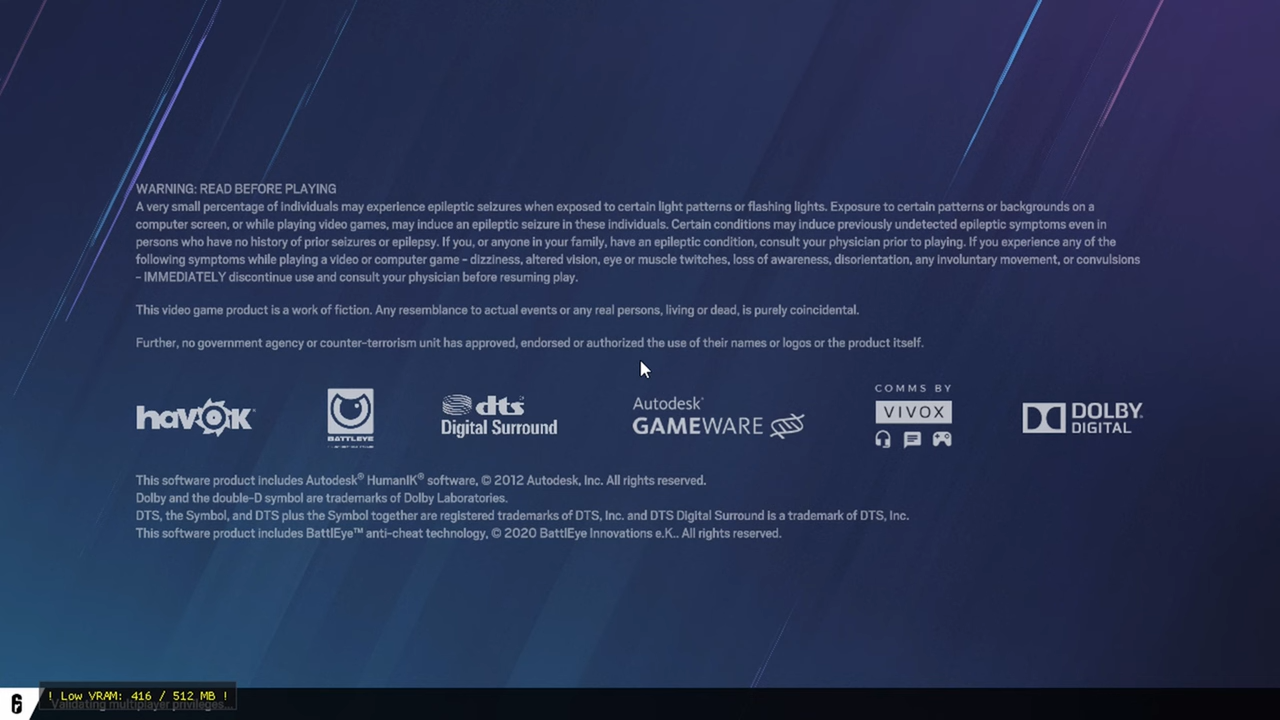 WARNING: READ BEFORE PLAYING
A very small percentage of individuals may experience epileptic seizures when exposed to certain light patterns or flashing lights. Exposure to certain patterns or backgrounds on a
computer screen, or while playing video games, may induce an epileptic seizure in these individuals. Certain conditions may induce previously undetected epileptic symptoms even in
persons who have no history of prior seizures or epilepsy. If you, or anyone in your family, have an epileptic condition, consult your physician prior to playing. If you experience any of the
following symptoms while playing a video or computer game - dizziness, altered vision, eye or muscle twitches, loss of awareness, disorientation, any involuntary movement, or convulsions
- IMMEDIATELY discontinue use and consult your physician before resuming play.
This video game product is a work of fiction. Any resemblance to actual events or any real persons, living or dead, is purely coincidental.
Further, no government agency or counter-terrorism unit has approved, endorsed or authorized the use of their names or logos or the product itself.
havok
BATTLEYE
dts
Digital Surround
Autodesk®
GAMEWARE
COMMS BY
VIVOX
DOLBY®
DIGITAL
This software product includes Autodesk® HumanIK® software, © 2012 Autodesk, Inc. All rights reserved.
Dolby and the double-D symbol are trademarks of Dolby Laboratories.
DTS, the Symbol, and DTS plus the Symbol together are registered trademarks of DTS, Inc. and DTS Digital Surround is a trademark of DTS, Inc.
This software product includes BattlEye™ anti-cheat technology, © 2020 BattlEye Innovations e.K.. All rights reserved.
6
! Low VRAM: 416 / 512 MB !
Validating multiplayer privileges...